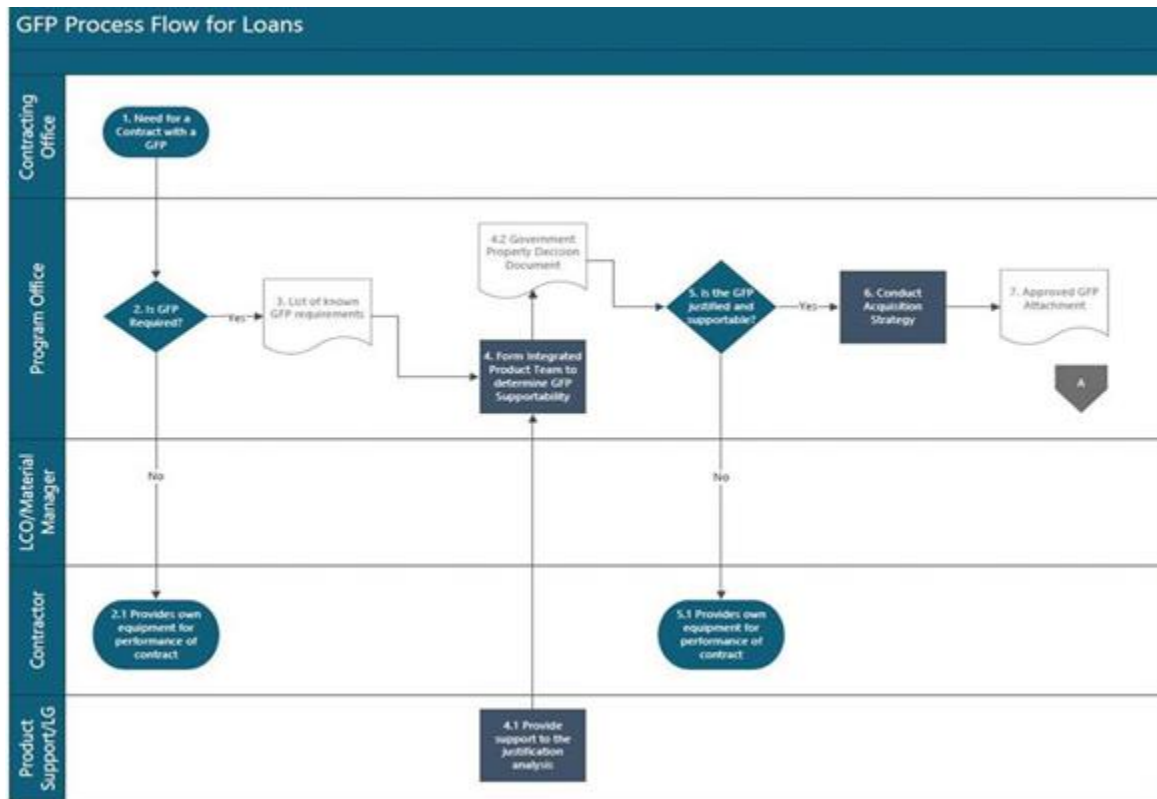 GFP Process Flow for Loans
Contracting
Office
1. Need for a
Contract with a
GFP
Program Office
2. Is GFP
Required?
Yes
3. List of known
GFP requirements
4.2 Government
Property Decision
Document
4. Form Integrated
Product Team to
determine GFP
Supportability
5. Is the GFP
justified and
supportable?
Yes
6. Conduct
Acquisition
Strategy
7. Approved GFP
Attachment
A
LCO/Material
Manager
No
No
Contractor
2.1 Provides own
equipment for
performance of
contract
5.1 Provides own
equipment for
performance of
contract
Product
Support/LG
4.1 Provide
support to the
justification
analysis